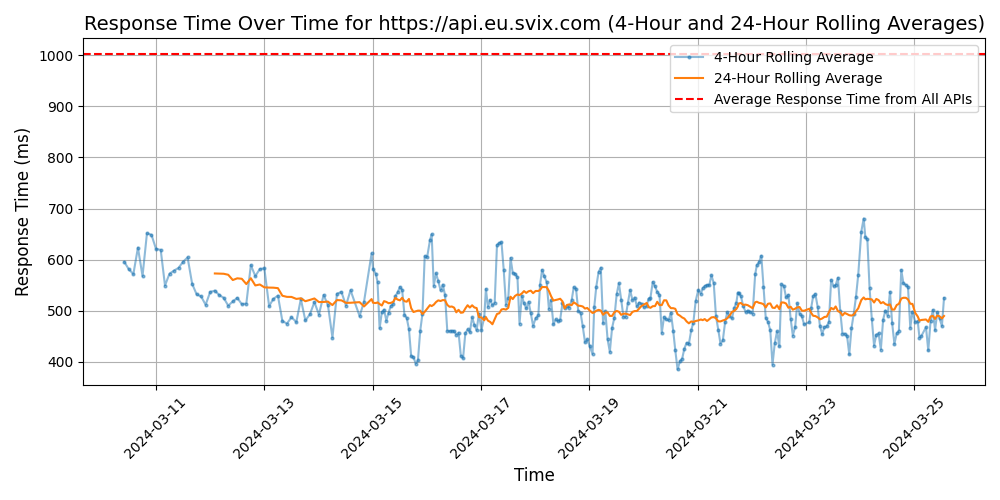 Response Time Over Time for https://api.eu.svix.com (4-Hour and 24-Hour Rolling Averages)
4-Hour Rolling Average
24-Hour Rolling Average
Average Response Time from All APIs
Response Time (ms)
1000
900
800
700
600
500
400
2024-03-11
2024-03-13
2024-03-15
2024-03-17
2024-03-19
2024-03-21
2024-03-23
2024-03-25
Time